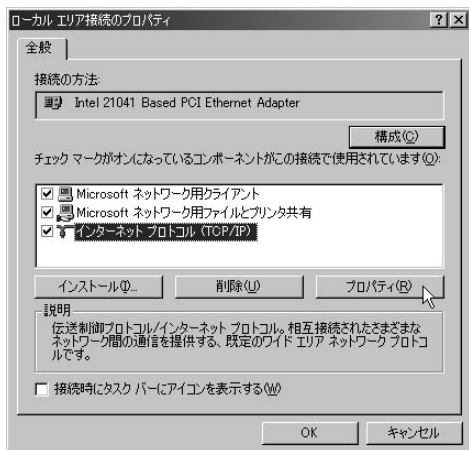 ローカル エリア接続のプロパティ
全般
接続の方法:
Intel 21041 Based PCI Ethernet Adapter
構成(C)
チェック マークがオンになっているコンポーネントがこの接続で使用されています(O):
Microsoft ネットワーク用クライアント
Microsoft ネットワーク用ファイルとプリンタ共有
インターネット プロトコル (TCP/IP)
インストール(I)...
削除(U)
プロパティ(R)
説明
伝送制御プロトコル/インターネット プロトコル。相互接続されたさまざまな
ネットワーク間の通信を提供する、既定のワイド エリア ネットワーク プロトコ
ルです。
接続時にタスク バーにアイコンを表示する(W)
OK
キャンセル